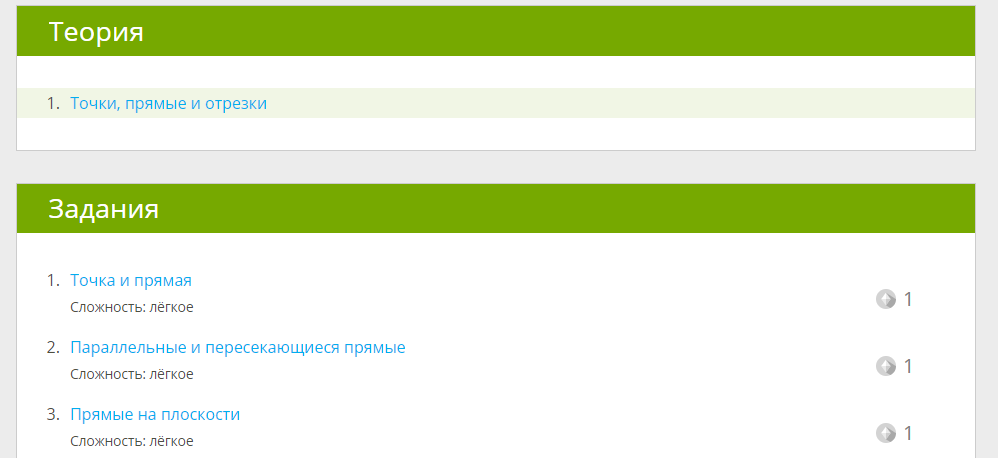 Теория
1. Точки, прямые и отрезки
Задания
1. Точка и прямая
Сложность: лёгкое
1
2. Параллельные и пересекающиеся прямые
Сложность: лёгкое
1
3. Прямые на плоскости
Сложность: лёгкое
1